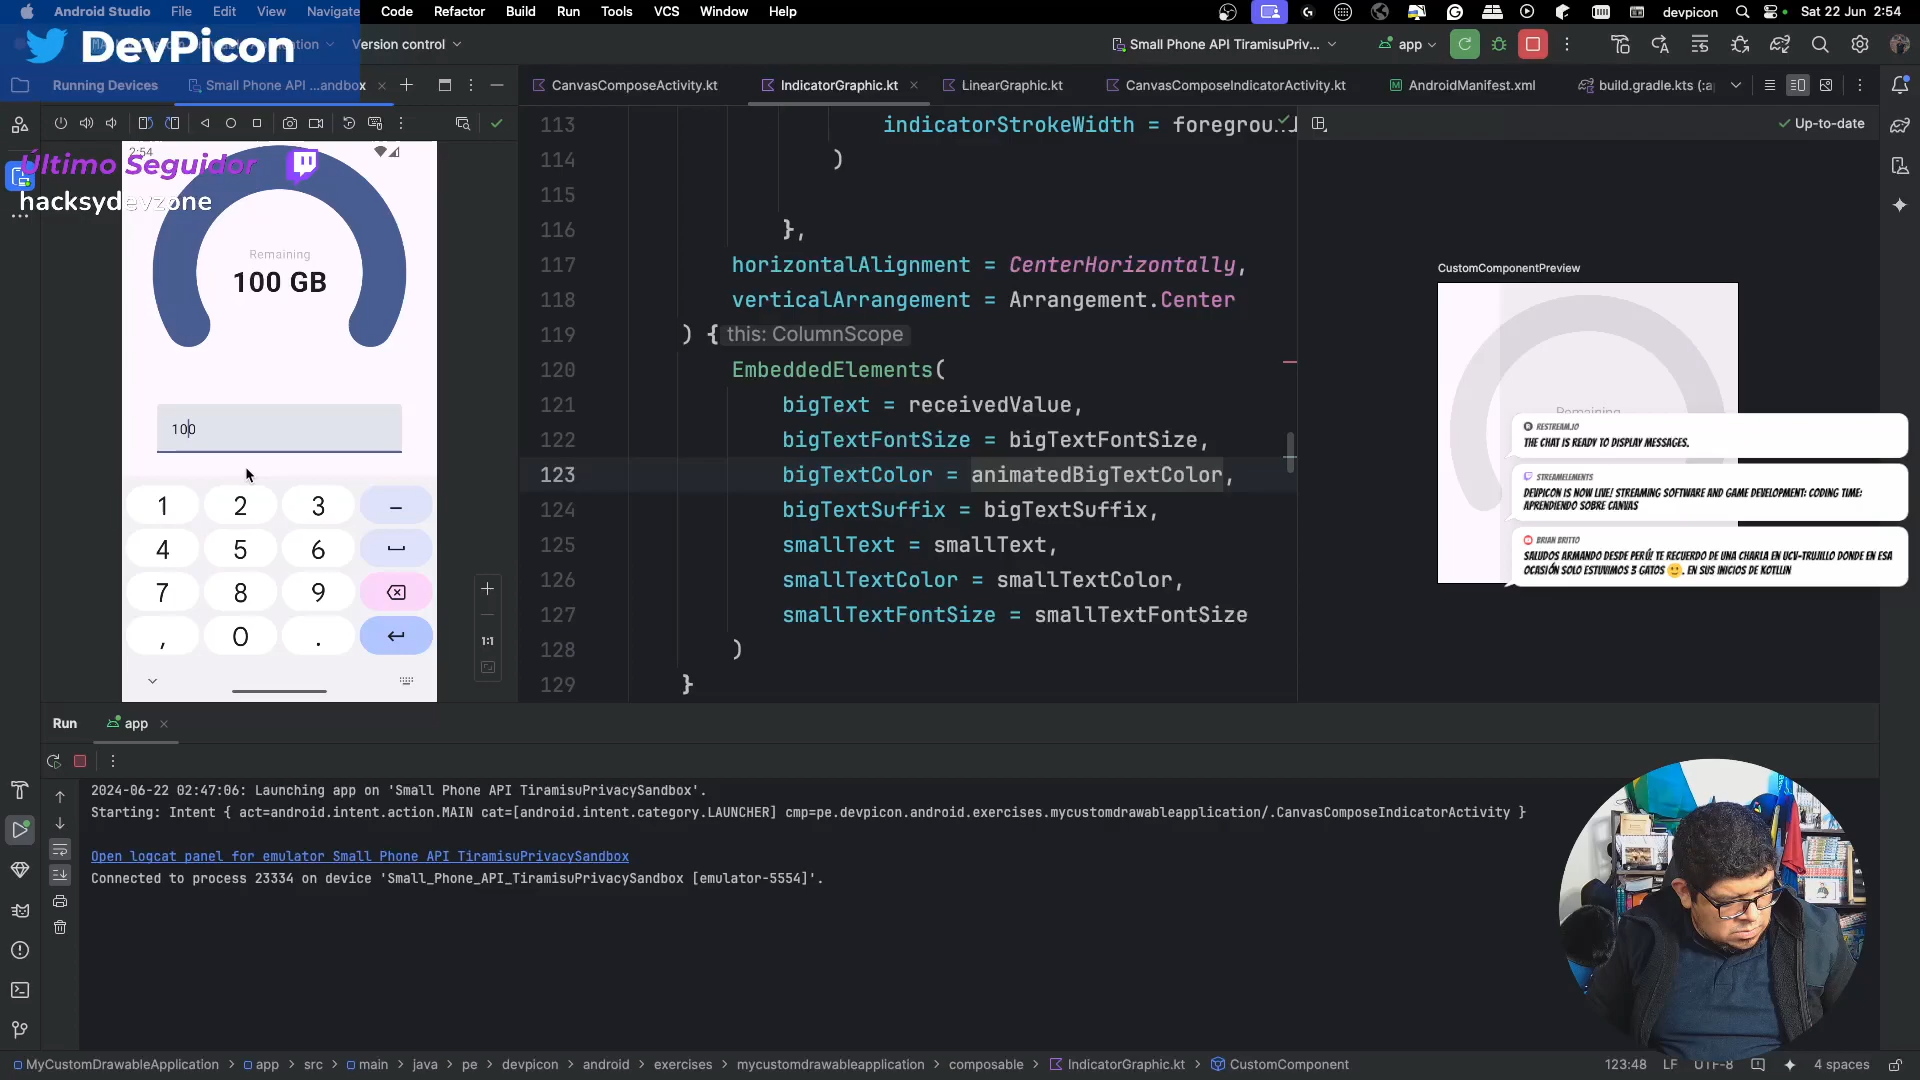 Android Studio File Edit View Navigate Code Refactor Build Run Tools VCS Window Help
devpicon Sat 22 Jun 2:54
DevPicon
Version control
Small Phone API TiramisuPriv...
app
Running Devices
Small Phone API ...andbox
CanvasComposeActivity.kt
IndicatorGraphic.kt
LinearGraphic.kt
CanvasComposeIndicatorActivity.kt
AndroidManifest.xml
build.gradle.kts (:a
Up-to-date
2:54
Último Seguidor
hacksydevzone
Remaining
100 GB
100
1 2 3 –
4 5 6
7 8 9
, 0 .
1:1
113 indicatorStrokeWidth = foregrou...
114 )
115
116 },
117 horizontalAlignment = CenterHorizontally,
118 verticalArrangement = Arrangement.Center
119 ) { this: ColumnScope
120 EmbeddedElements(
121 bigText = receivedValue,
122 bigTextFontSize = bigTextFontSize,
123 bigTextColor = animatedBigTextColor,
124 bigTextSuffix = bigTextSuffix,
125 smallText = smallText,
126 smallTextColor = smallTextColor,
127 smallTextFontSize = smallTextFontSize
128 )
129 }
CustomComponentPreview
Remaining
RESTREAM.IO
THE CHAT IS READY TO DISPLAY MESSAGES.
STREAMELEMENTS
DEVPICON IS NOW LIVE! STREAMING SOFTWARE AND GAME DEVELOPMENT: CODING TIME:
APRENDIENDO SOBRE CANVAS
BRIAN BRITTO
SALUDOS ARMANDO DESDE PERÚ! TE RECUERDO DE UNA CHARLA EN UCV-TRUJILLO DONDE EN ESA
OCASIÓN SOLO ESTUVIMOS 3 GATOS 🙂. EN SUS INICIOS DE KOTLIN
Run app
2024-06-22 02:47:06: Launching app on 'Small Phone API TiramisuPrivacySandbox'.
Starting: Intent { act=android.intent.action.MAIN cat=[android.intent.category.LAUNCHER] cmp=pe.devpicon.android.exercises.mycustomdrawableapplication/.CanvasComposeIndicatorActivity }
Open logcat panel for emulator Small Phone API TiramisuPrivacySandbox
Connected to process 23334 on device 'Small_Phone_API_TiramisuPrivacySandbox [emulator-5554]'.
MyCustomDrawableApplication > app > src > main > java > pe > devpicon > android > exercises > mycustomdrawableapplication > composable > IndicatorGraphic.kt > CustomComponent
123:48 LF UTF-8 4 spaces